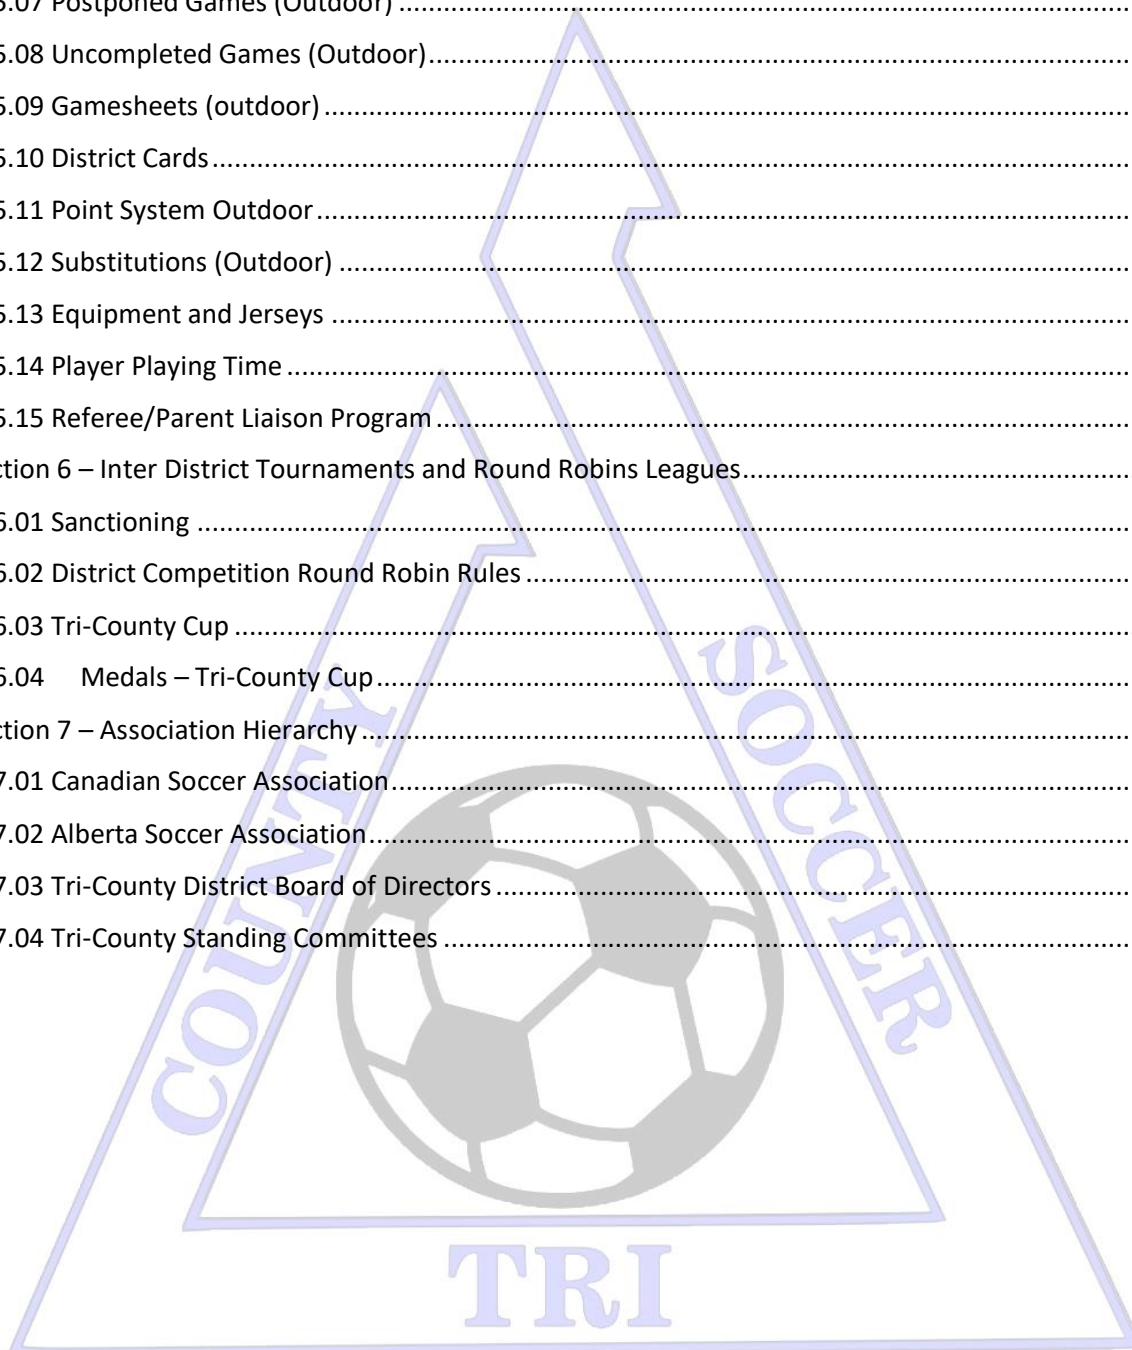 5.07 Postponed Games (Outdoor)
5.08 Uncompleted Games (Outdoor)
5.09 Gamesheets (outdoor)
5.10 District Cards
5.11 Point System Outdoor
5.12 Substitutions (Outdoor)
5.13 Equipment and Jerseys
5.14 Player Playing Time
5.15 Referee/Parent Liaison Program
ction 6 – Inter District Tournaments and Round Robins Leagues
6.01 Sanctioning
6.02 District Competition Round Robin Rules
6.03 Tri-County Cup
6.04 Medals – Tri-County Cup
ction 7 – Association Hierarchy
7.01 Canadian Soccer Association
7.02 Alberta Soccer Association
7.03 Tri-County District Board of Directors
7.04 Tri-County Standing Committees
COUNTY
SOCCER
TRI